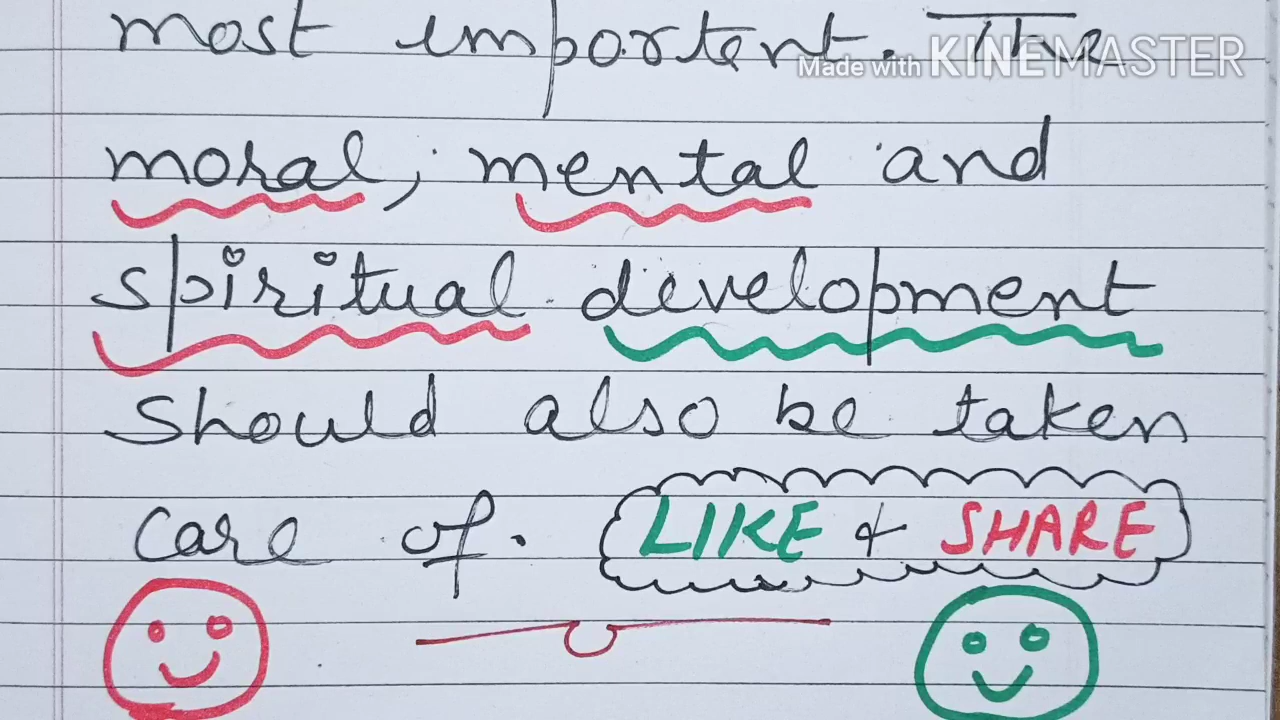 most importent. The
Made with KINEMASTER
moral, mental and
spiritual development
should also be taken
care of. LIKE & SHARE